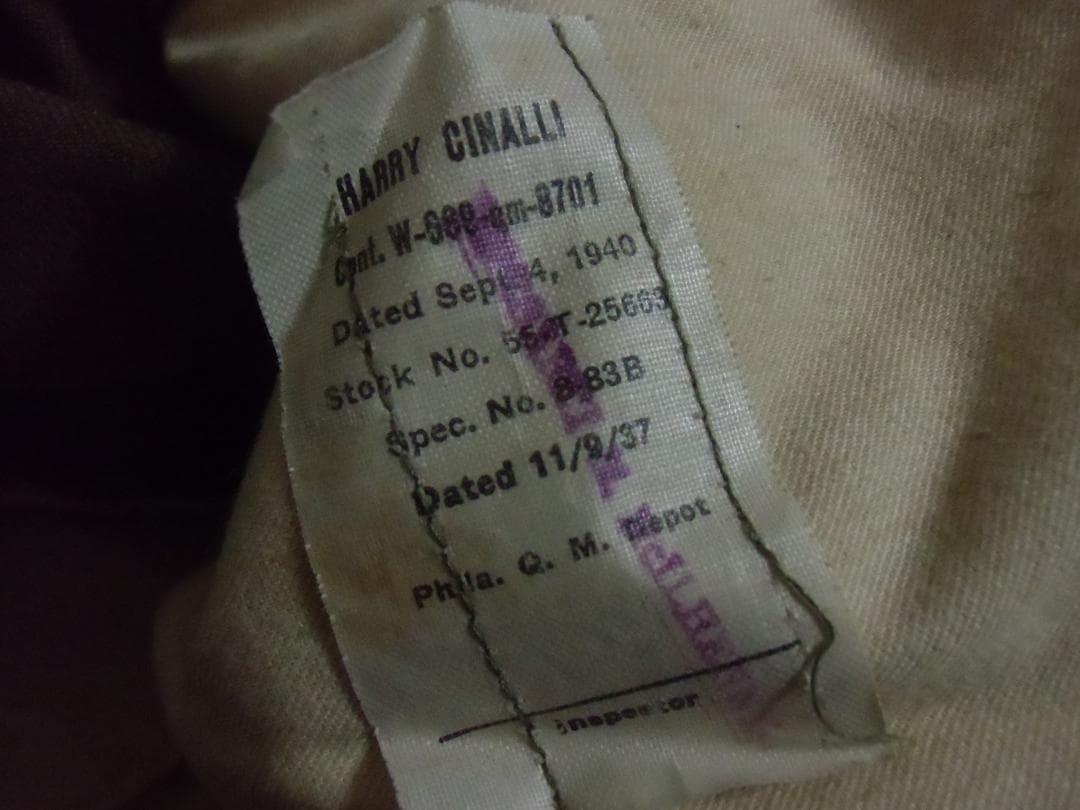 HARRY CINALLI
Cont. W-669-qm-8701
Dated Sept. 4, 1940
Stock No. 55-T-25663
Spec. No. 8-83B
Dated 11/9/37
Phila. Q. M. Depot
Inspector